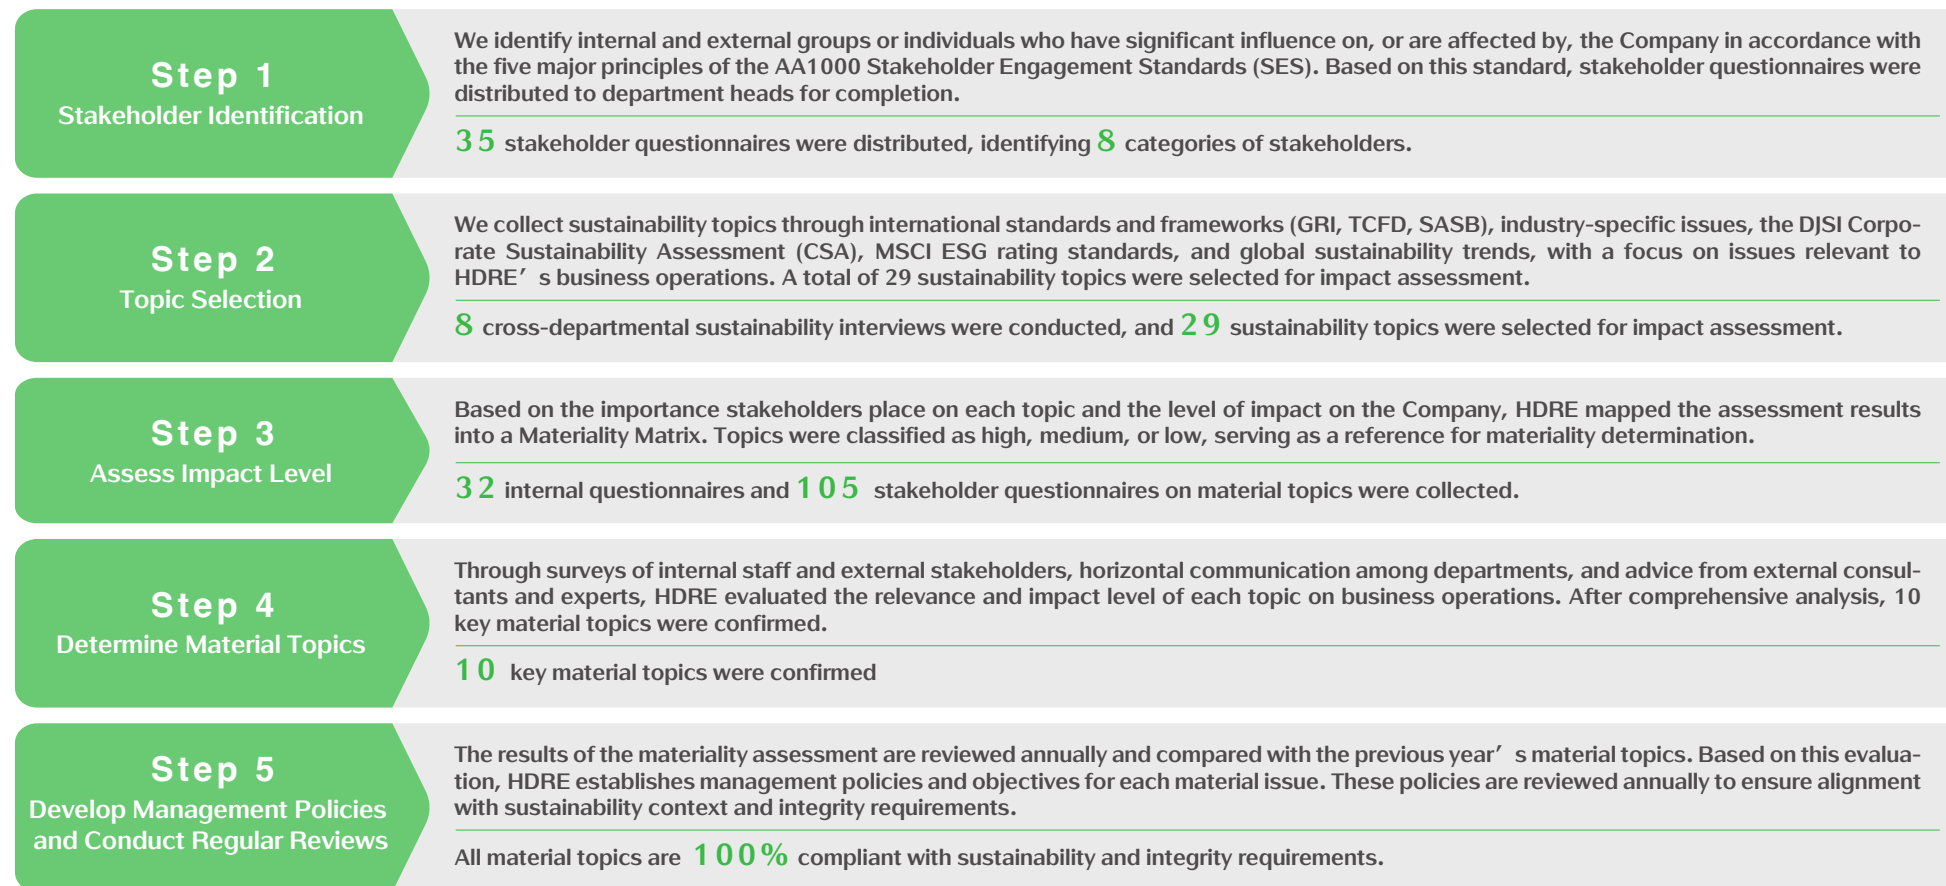 Step 1
Stakeholder Identification
We identify internal and external groups or individuals who have significant influence on, or are affected by, the Company in accordance with
the five major principles of the AA1000 Stakeholder Engagement Standards (SES). Based on this standard, stakeholder questionnaires were
distributed to department heads for completion.
35 stakeholder questionnaires were distributed, identifying 8 categories of stakeholders.
Step 2
Topic Selection
We collect sustainability topics through international standards and frameworks (GRI, TCFD, SASB), industry-specific issues, the DJSI Corpo-
rate Sustainability Assessment (CSA), MSCI ESG rating standards, and global sustainability trends, with a focus on issues relevant to
HDRE’s business operations. A total of 29 sustainability topics were selected for impact assessment.
8 cross-departmental sustainability interviews were conducted, and 29 sustainability topics were selected for impact assessment.
Step 3
Assess Impact Level
Based on the importance stakeholders place on each topic and the level of impact on the Company, HDRE mapped the assessment results
into a Materiality Matrix. Topics were classified as high, medium, or low, serving as a reference for materiality determination.
32 internal questionnaires and 105 stakeholder questionnaires on material topics were collected.
Step 4
Determine Material Topics
Through surveys of internal staff and external stakeholders, horizontal communication among departments, and advice from external consul-
tants and experts, HDRE evaluated the relevance and impact level of each topic on business operations. After comprehensive analysis, 10
key material topics were confirmed.
10 key material topics were confirmed
Step 5
Develop Management Policies
and Conduct Regular Reviews
The results of the materiality assessment are reviewed annually and compared with the previous year’s material topics. Based on this evalua-
tion, HDRE establishes management policies and objectives for each material issue. These policies are reviewed annually to ensure alignment
with sustainability context and integrity requirements.
All material topics are 100% compliant with sustainability and integrity requirements.